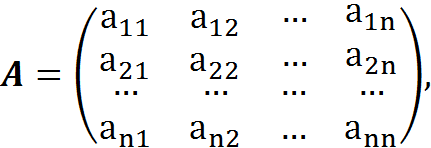 a₁₁ a₁₂ ... a₁ₙ
A = a₂₁ a₂₂ ... a₂ₙ ,
... ... ... ...
aₙ₁ aₙ₂ ... aₙₙ